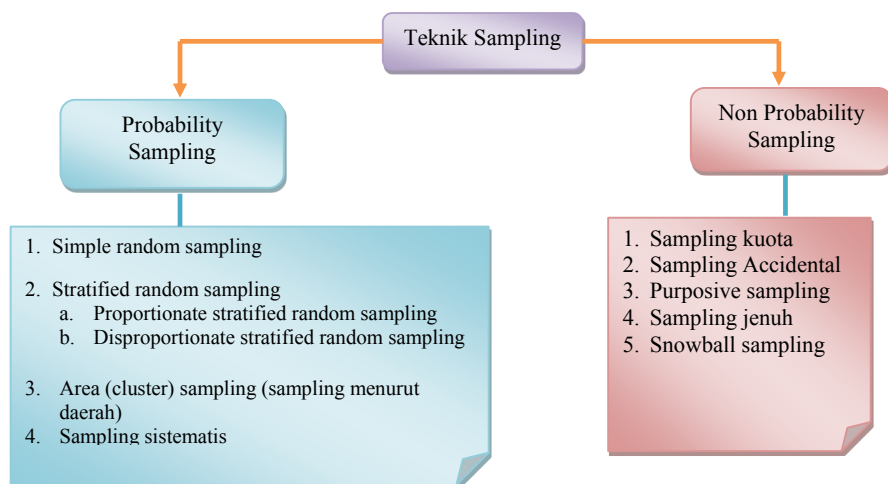 Teknik Sampling
Probability
Sampling
Non Probability
Sampling
1. Simple random sampling
2. Stratified random sampling
a. Proportionate stratified random sampling
b. Disproportionate stratified random sampling
3. Area (cluster) sampling (sampling menurut
daerah)
4. Sampling sistematis
1. Sampling kuota
2. Sampling Accidental
3. Purposive sampling
4. Sampling jenuh
5. Snowball sampling